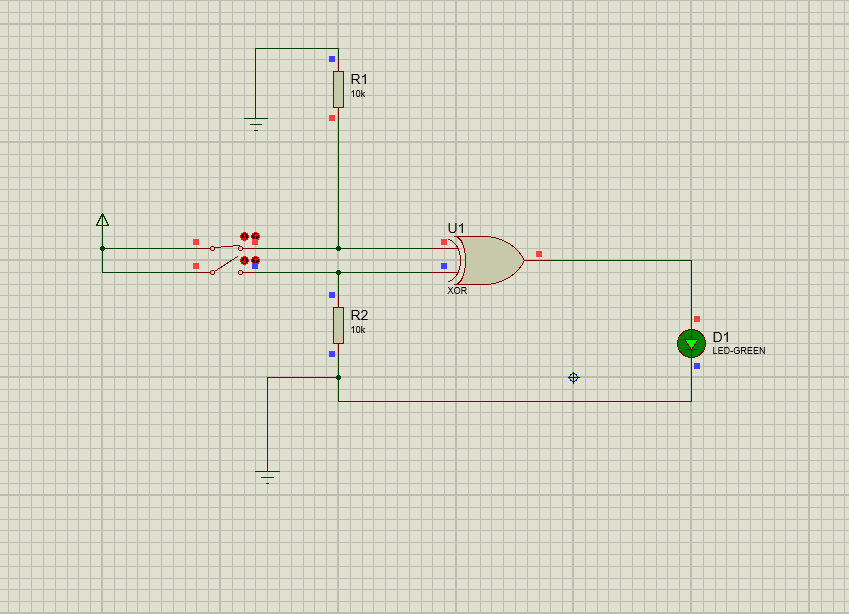 R1
10k
U1
XOR
R2
10k
D1
LED-GREEN